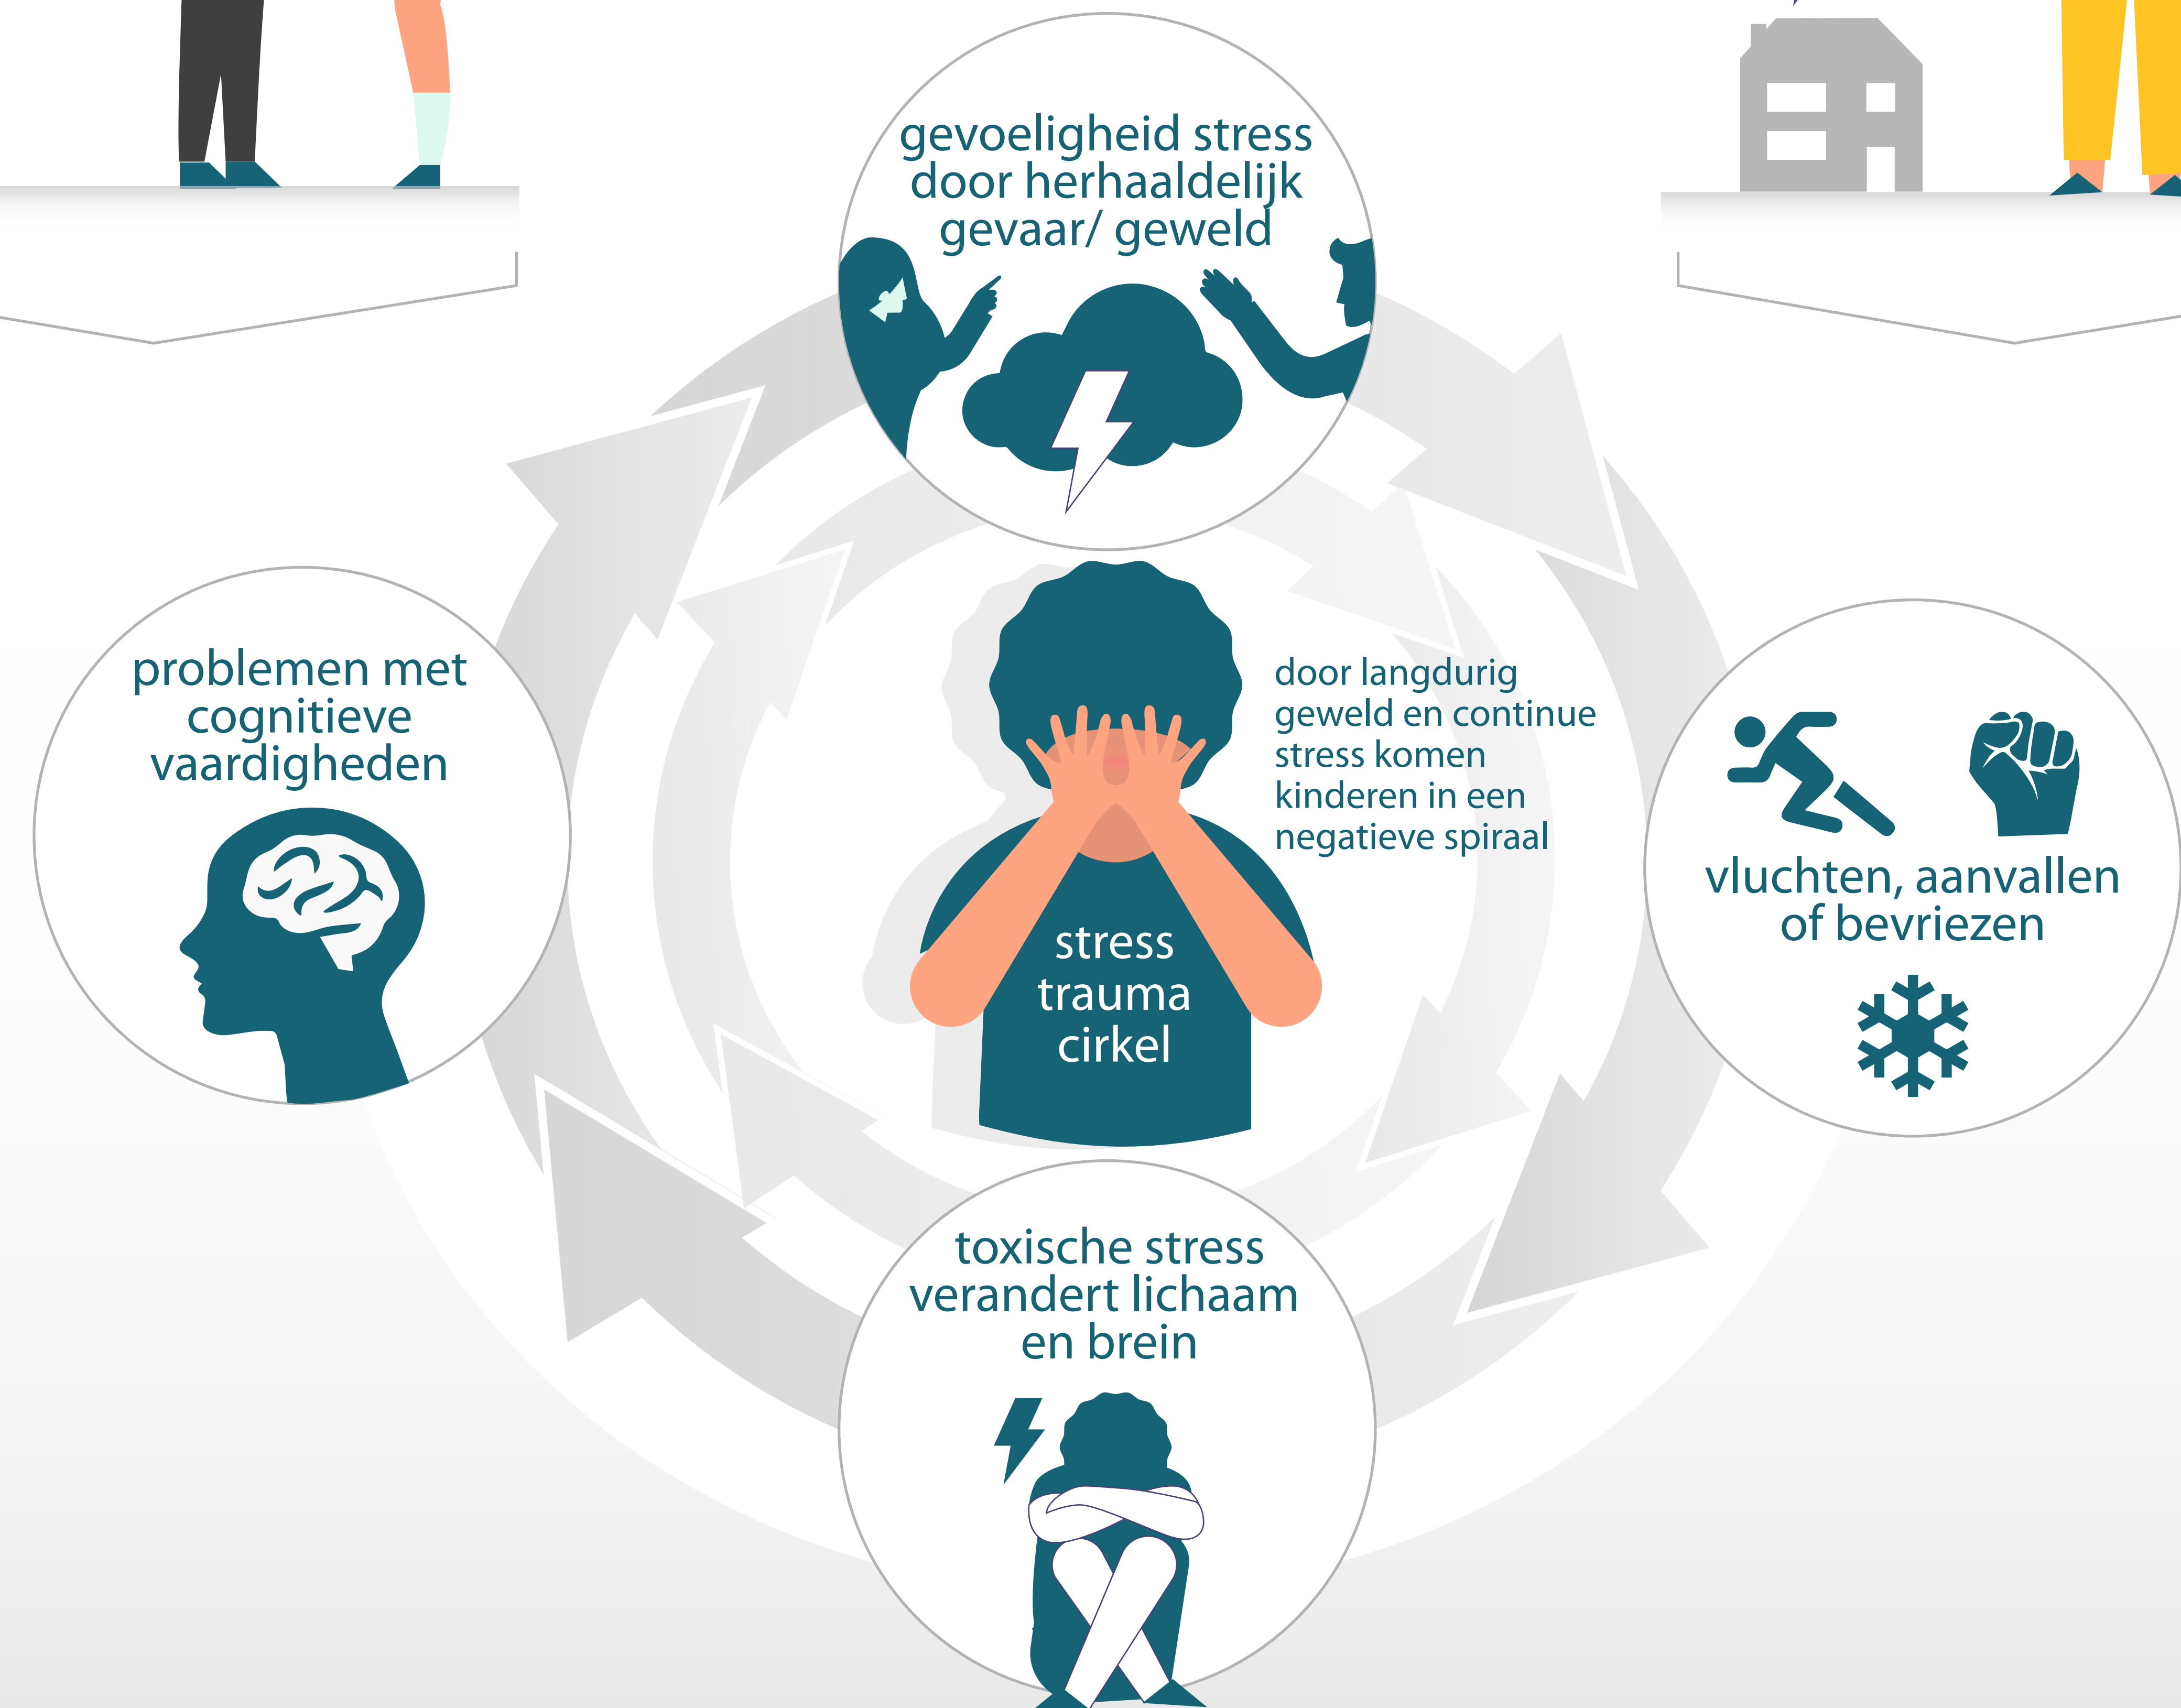 gevoeligheid stress
door herhaaldelijk
gevaar/ geweld
problemen met
cognitieve
vaardigheden
door langdurig
geweld en continue
stress komen
kinderen in een
negatieve spiraal
vluchten, aanvallen
of bevriezen
stress
trauma
cirkel
toxische stress
verandert lichaam
en brein